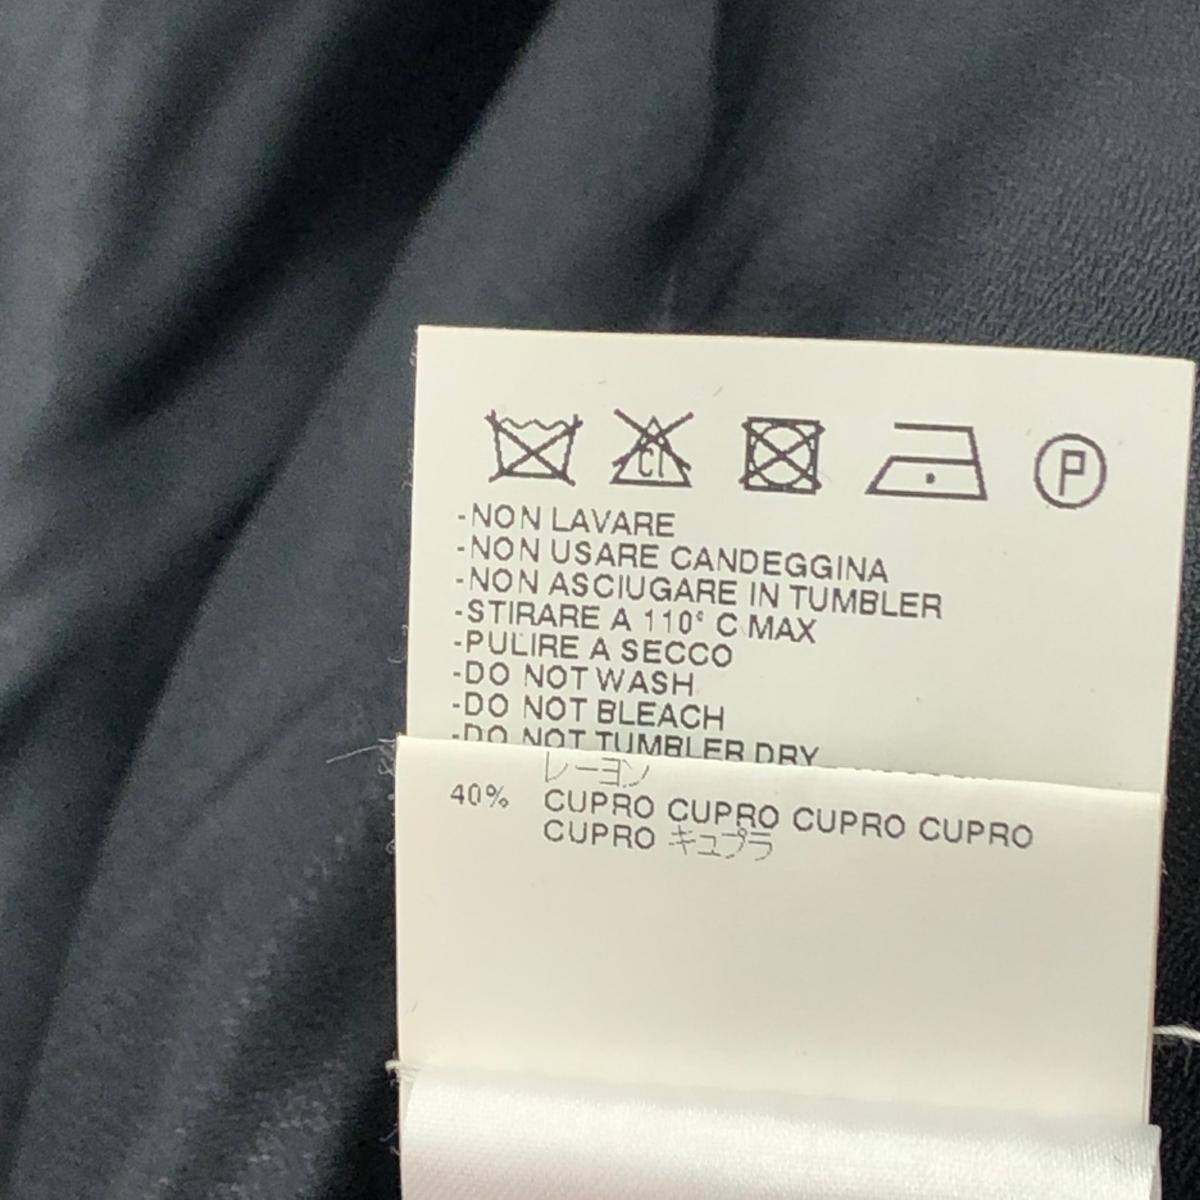 Cl
P
-NON LAVARE
-NON USARE CANDEGGINA
-NON ASCIUGARE IN TUMBLER
-STIRARE A 110° C MAX
-PULIRE A SECCO
-DO NOT WASH
-DO NOT BLEACH
-DO NOT TUMBLER DRY
レーヨン
40% CUPRO CUPRO CUPRO CUPRO
CUPRO キュプラ